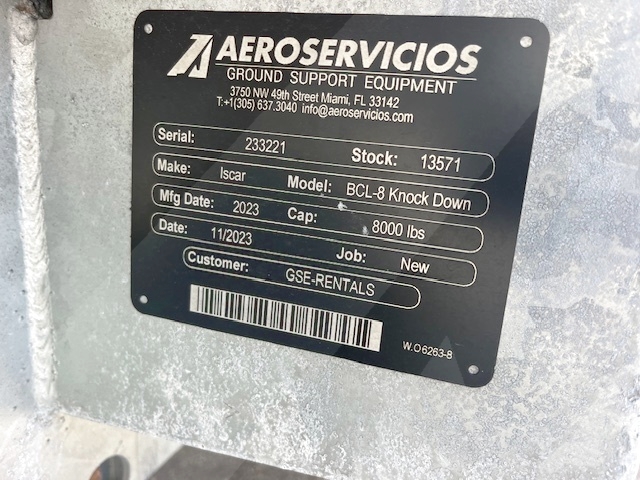 AEROSERVICIOS
GROUND SUPPORT EQUIPMENT
3750 NW 49th Street Miami, FL 33142
T:+1(305) 637.3040 info@aeroservicios.com
Serial: 233221 Stock: 13571
Make: Iscar Model: BCL-8 Knock Down
Mfg Date: 2023 Cap: 8000 lbs
Date: 11/2023 Job: New
Customer: GSE-RENTALS
W.O 6263-8